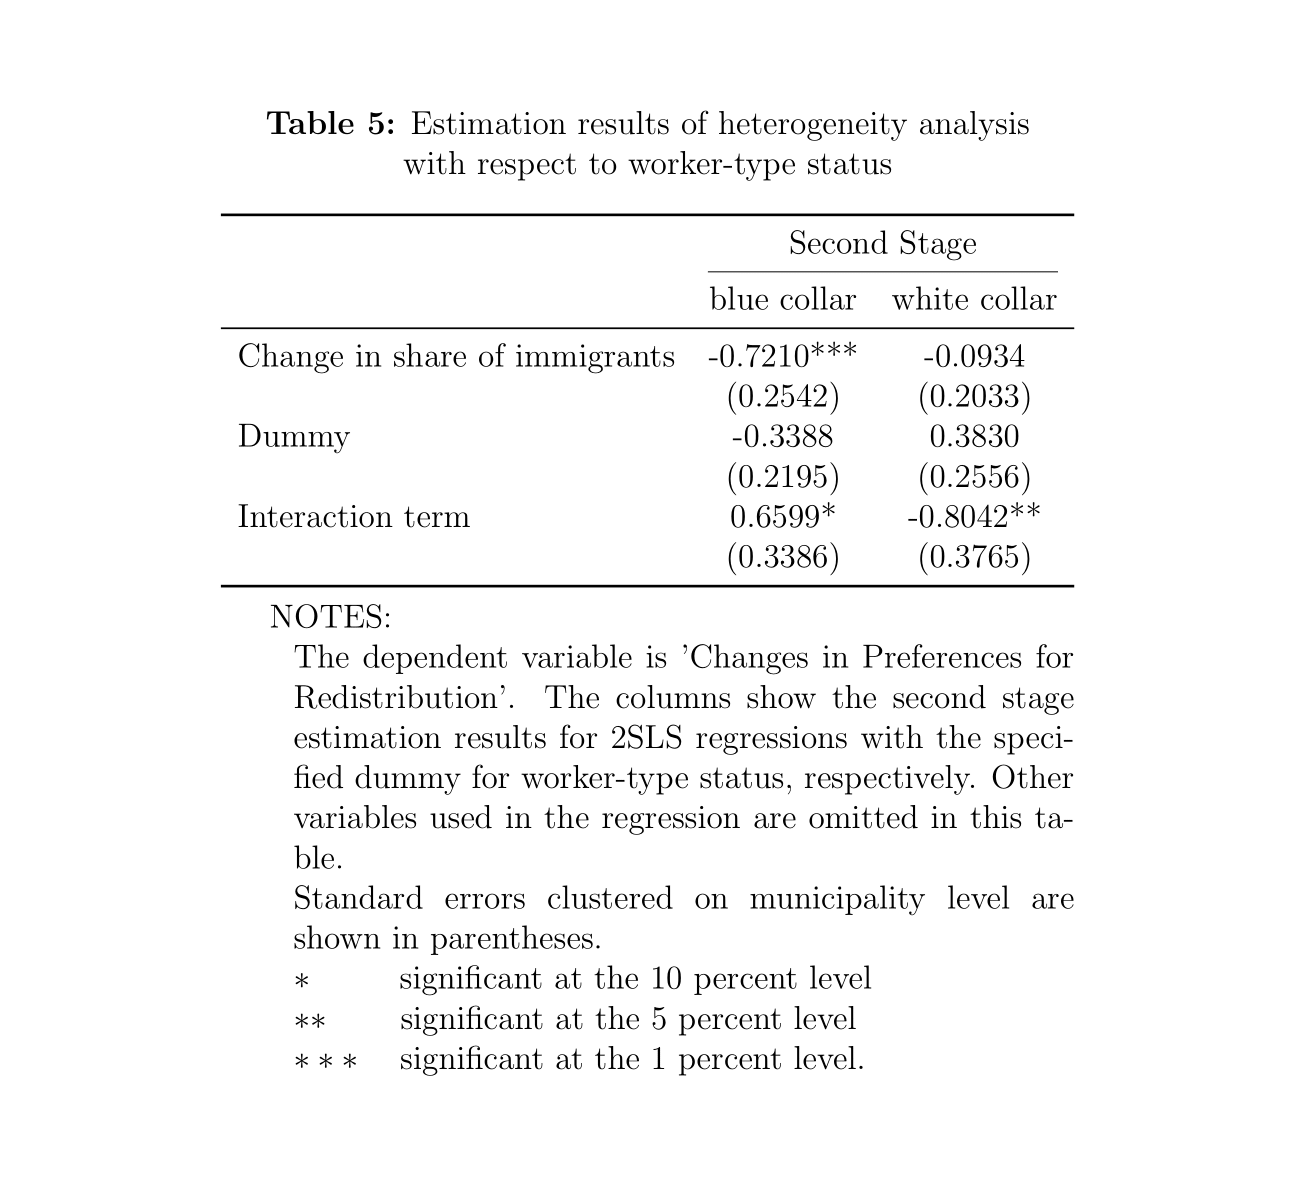 Table 5: Estimation results of heterogeneity analysis
with respect to worker-type status
Second Stage
blue collar white collar
Change in share of immigrants -0.7210*** -0.0934
(0.2542) (0.2033)
Dummy -0.3388 0.3830
(0.2195) (0.2556)
Interaction term 0.6599* -0.8042**
(0.3386) (0.3765)
NOTES:
The dependent variable is 'Changes in Preferences for
Redistribution'. The columns show the second stage
estimation results for 2SLS regressions with the speci-
fied dummy for worker-type status, respectively. Other
variables used in the regression are omitted in this ta-
ble.
Standard errors clustered on municipality level are
shown in parentheses.
* significant at the 10 percent level
** significant at the 5 percent level
*** significant at the 1 percent level.